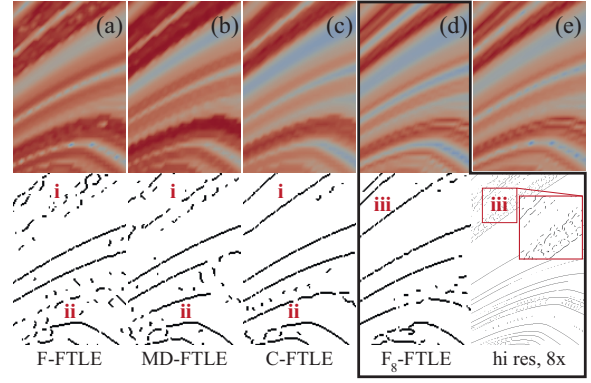 (a) (b) (c) (d) (e)
i i i iii iii
ii ii ii
F-FTLE MD-FTLE C-FTLE F₈-FTLE hi res, 8x